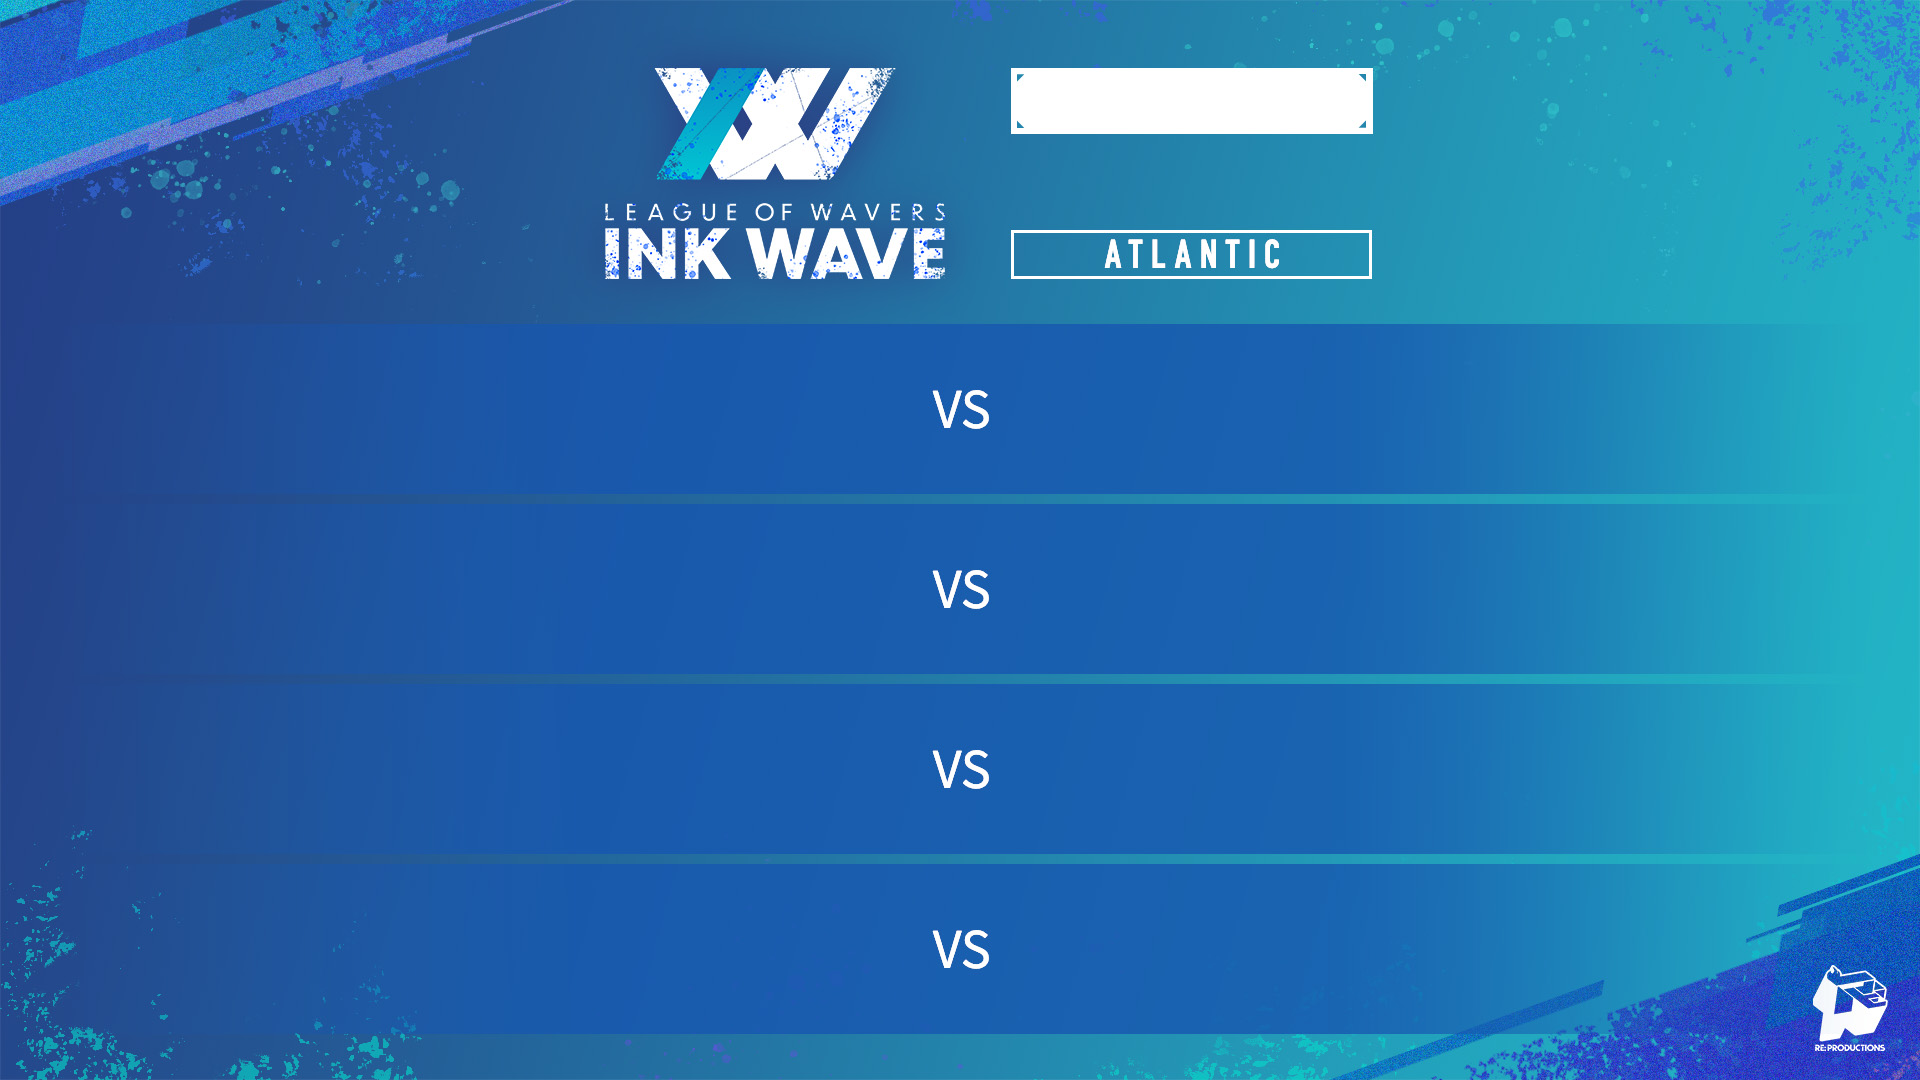 LEAGUE OF WAVERS
INK WAVE
ATLANTIC
VS
VS
VS
VS
RE:PRODUCTIONS